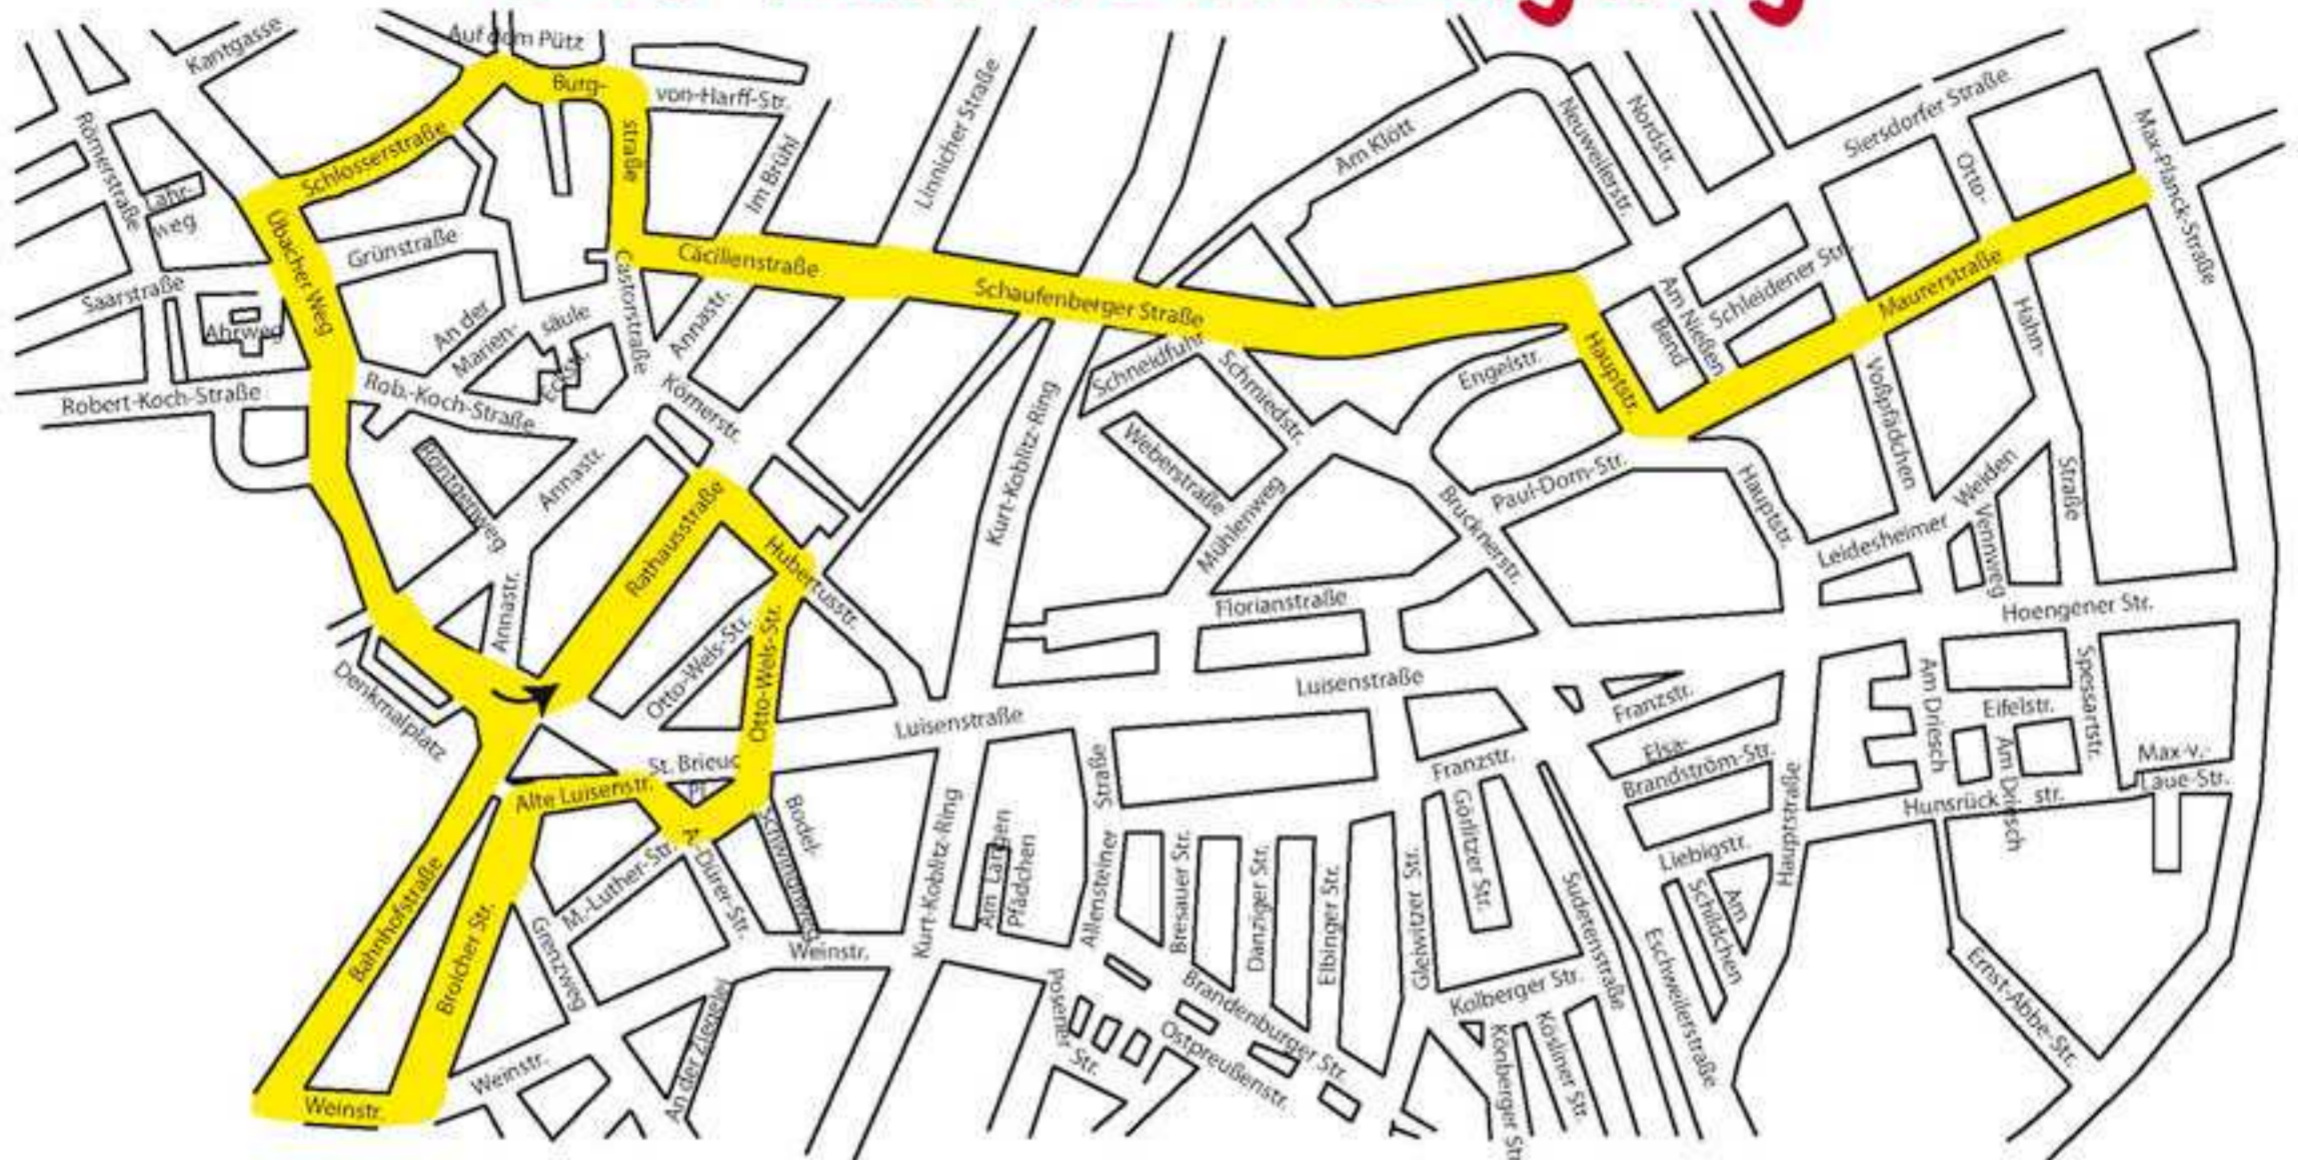 Kantgasse
Auf dem Pütz
Burg-
straße
von-Harff-Str.
Römerstraße
Lahr-
weg
Schlosserstraße
Im Brühl
Linnicher Straße
Am Klött
Neuweilerstr.
Nordstr.
Siersdorfer Straße
Otto-
Hahn-
Straße
Max-Planck-Straße
Saarstraße
Übacher Weg
Grünstraße
Cäcilienstraße
Castorstraße
Schaufenberger Straße
Ahrweg
An der
Marien-
säule
Eckstr.
Annastr.
Schneidfuhr
Schmiedstr.
Engelstr.
Hauptstr.
Am Nießen
Bend
Schleidener Str.
Maurerstraße
Robert-Koch-Straße
Rob.-Koch-Straße
Körnerstr.
Kurt-Koblitz-Ring
Weberstraße
Mühlenweg
Voßpfädchen
Röntgenweg
Annastr.
Rathausstraße
Hubertusstr.
Brucknerstr.
Paul-Dorn-Str.
Hauptstr.
Leidesheimer
Weiden
Vennweg
Annastr.
Otto-Wels-Str.
Otto-Wels-Str.
Florianstraße
Hoengener Str.
Denkmalplatz
Luisenstraße
Luisenstraße
Franzstr.
Am Driesch
Eifelstr.
Spessartstr.
St. Brieuc
Pl.
Alte Luisenstr.
Straße
Allensteiner
Franzstr.
Elsa-
Brandström-Str.
Hauptstraße
Am Driesch
Max-v.-
Laue-Str.
Hunsrück
str.
Bahnhofstraße
Broicher Str.
M.-Luther-Str.
A.-Dürer-Str.
Bodel-
schwinghweg
Kurt-Koblitz-Ring
Am Langen
Pfädchen
Bresauer Str.
Danziger Str.
Elbinger Str.
Gleiwitzer Str.
Görlitzer Str.
Sudetenstraße
Liebigstr.
Am
Schildchen
Grenzweg
Weinstr.
Kolberger Str.
Eschweilerstraße
Ernst-Abbe-Str.
Weinstr.
Weinstr.
An der Ziegelei
Posener Str.
Brandenburger Str.
Ostpreußenstr.
Könberger Str
Kösliner Str.